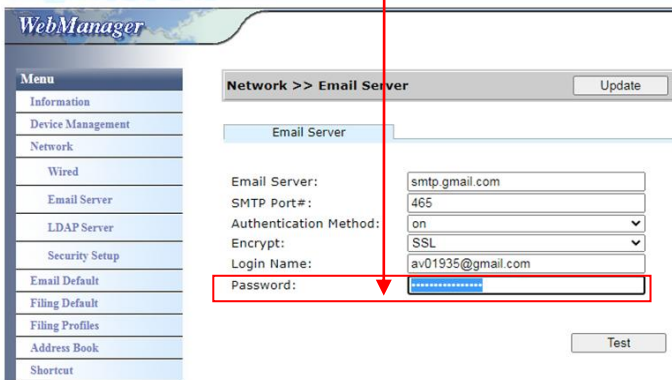 WebManager
Menu
Information
Device Management
Network
Wired
Email Server
LDAP Server
Security Setup
Email Default
Filing Default
Filing Profiles
Address Book
Shortcut
Network >> Email Server
Update
Email Server
Email Server: smtp.gmail.com
SMTP Port#: 465
Authentication Method: on
Encrypt: SSL
Login Name: av01935@gmail.com
Password: ••••••••••••••••
Test